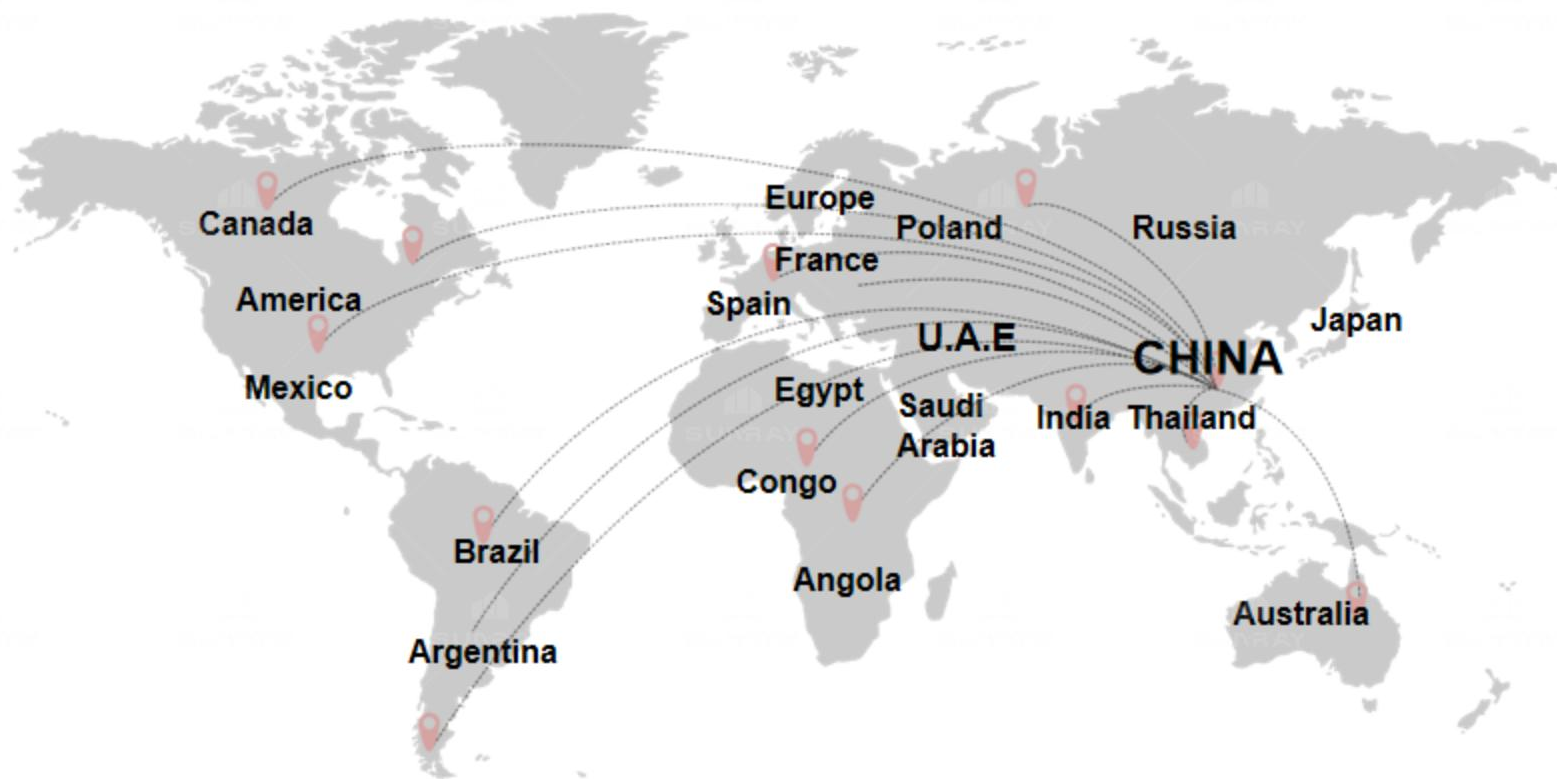 Europe
Canada
Poland
Russia
France
America
Spain
Japan
U.A.E
CHINA
Mexico
Egypt
Saudi
Arabia
India
Thailand
Congo
Brazil
Angola
Australia
Argentina
SUNRAY